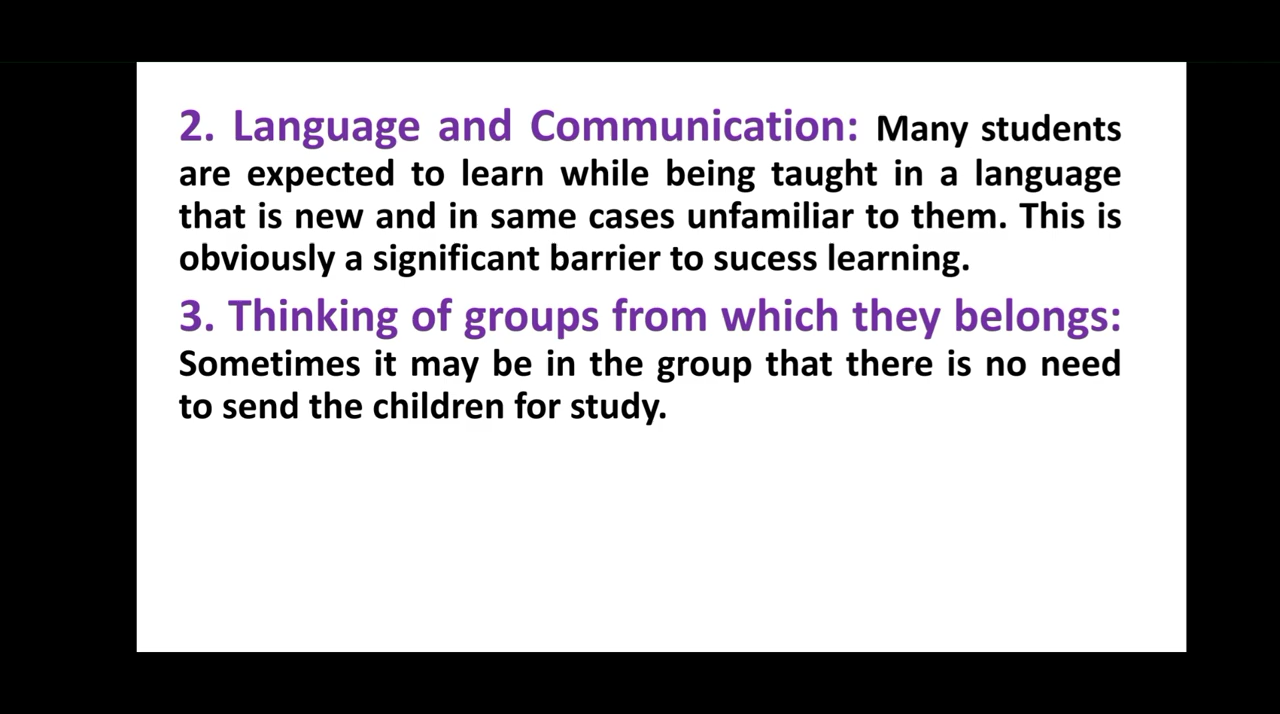 2. Language and Communication: Many students
are expected to learn while being taught in a language
that is new and in same cases unfamiliar to them. This is
obviously a significant barrier to sucess learning.
3. Thinking of groups from which they belongs:
Sometimes it may be in the group that there is no need
to send the children for study.